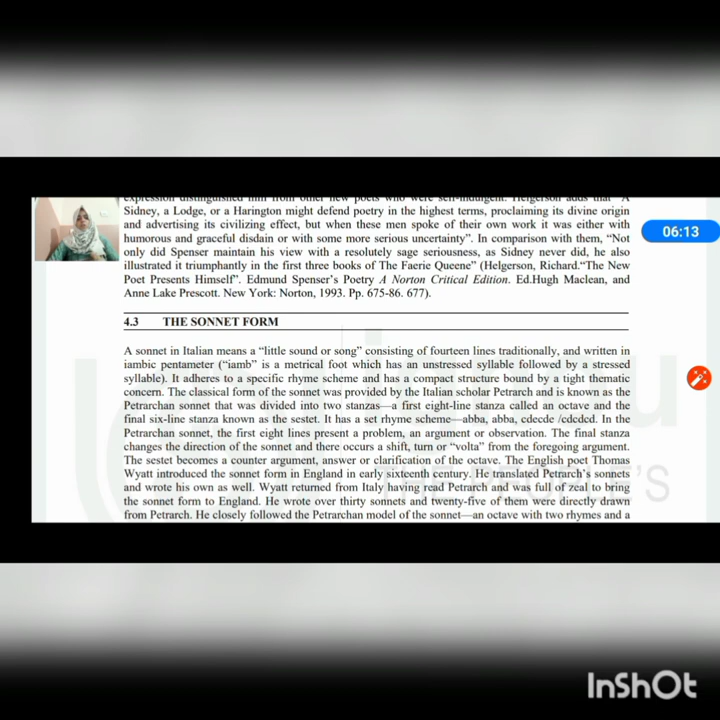 expression distinguished him from other new poets who were self-indulgent. Helgerson adds that "A
Sidney, a Lodge, or a Harington might defend poetry in the highest terms, proclaiming its divine origin
and advertising its civilizing effect, but when these men spoke of their own work it was either with
humorous and graceful disdain or with some more serious uncertainty". In comparison with them, "Not
only did Spenser maintain his view with a resolutely sage seriousness, as Sidney never did, he also
illustrated it triumphantly in the first three books of The Faerie Queene" (Helgerson, Richard."The New
Poet Presents Himself". Edmund Spenser's Poetry A Norton Critical Edition. Ed.Hugh Maclean, and
Anne Lake Prescott. New York: Norton, 1993. Pp. 675-86. 677).
06:13
4.3 THE SONNET FORM
A sonnet in Italian means a "little sound or song" consisting of fourteen lines traditionally, and written in
iambic pentameter ("iamb" is a metrical foot which has an unstressed syllable followed by a stressed
syllable). It adheres to a specific rhyme scheme and has a compact structure bound by a tight thematic
concern. The classical form of the sonnet was provided by the Italian scholar Petrarch and is known as the
Petrarchan sonnet that was divided into two stanzas—a first eight-line stanza called an octave and the
final six-line stanza known as the sestet. It has a set rhyme scheme—abba, abba, cdecde /cdcdcd. In the
Petrarchan sonnet, the first eight lines present a problem, an argument or observation. The final stanza
changes the direction of the sonnet and there occurs a shift, turn or "volta" from the foregoing argument.
The sestet becomes a counter argument, answer or clarification of the octave. The English poet Thomas
Wyatt introduced the sonnet form in England in early sixteenth century. He translated Petrarch's sonnets
and wrote his own as well. Wyatt returned from Italy having read Petrarch and was full of zeal to bring
the sonnet form to England. He wrote over thirty sonnets and twenty-five of them were directly drawn
from Petrarch. He closely followed the Petrarchan model of the sonnet—an octave with two rhymes and a
THE PEOPLE'S
InShOt